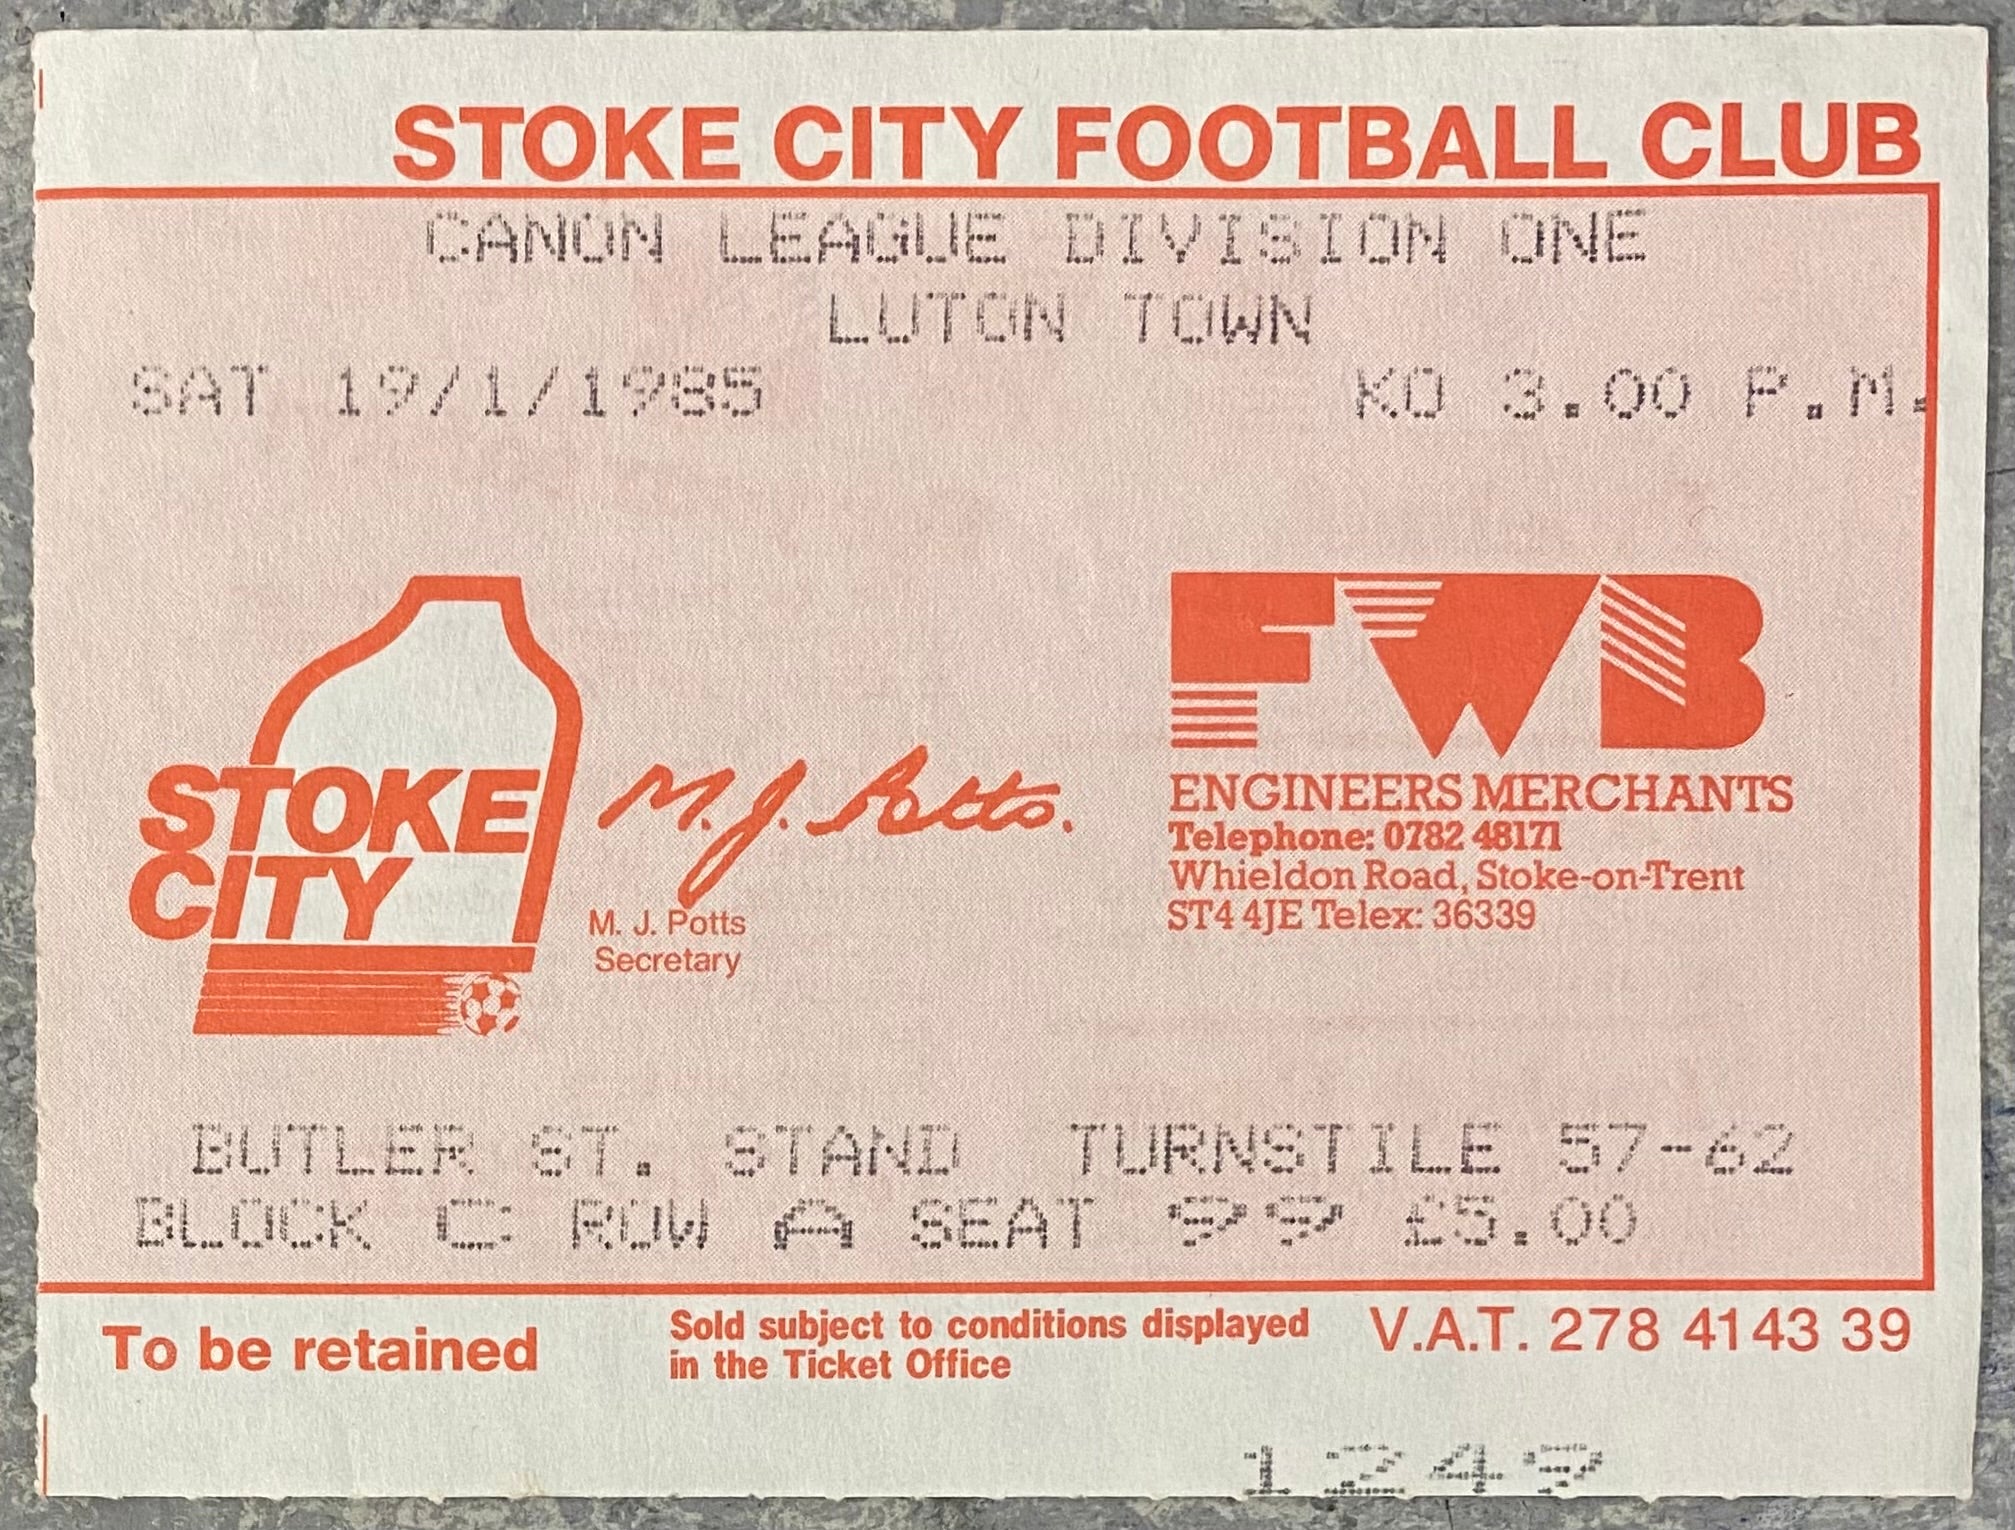 STOKE CITY FOOTBALL CLUB
CANON LEAGUE DIVISION ONE
LUTON TOWN
SAT 19/1/1985 KO 3.00 P.M.
STOKE
CITY
M.J. Potts.
M. J. Potts
Secretary
FWB
ENGINEERS MERCHANTS
Telephone: 0782 48171
Whieldon Road, Stoke-on-Trent
ST4 4JE Telex: 36339
BUTLER ST. STAND TURNSTILE 57-62
BLOCK C ROW A SEAT 99 £5.00
To be retained
Sold subject to conditions displayed
in the Ticket Office
V.A.T. 278 4143 39
1249